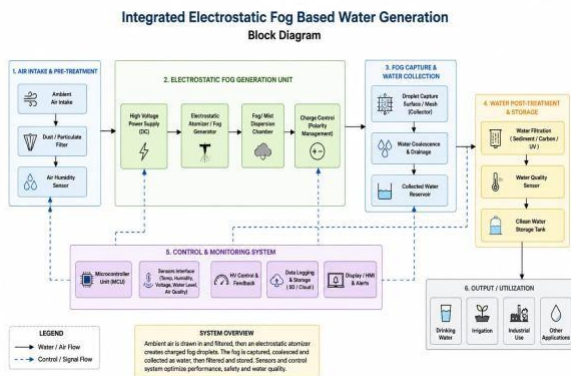 Integrated Electrostatic Fog Based Water Generation
Block Diagram
1. AIR INTAKE & PRE-TREATMENT
Ambient
Air intake
Dust / Particulate
Filter
Air Humidity
Sensor
2. ELECTROSTATIC FOG GENERATION UNIT
High Voltage
Power Supply
(DC)
Electrostatic
Atomizer / Fog
Generator
Fog/Mist
Dispersion
Chamber
Charge Control
(Polarity
Management)
3. FOG CAPTURE &
WATER COLLECTION
Droplet Capture
Surface / Mesh
(Collector)
Water Coalescence
& Drainage
Collected Water
Reservoir
4. WATER POST-TREATMENT
& STORAGE
Water Filtration
( Sediment / Carbon /
UV )
Water Quality
Sensor
Clean Water
Storage Tank
5. CONTROL & MONITORING SYSTEM
Microcontroller
Unit (MCU)
Sensors Interface
(Temp, Humidity,
Voltage, Water Level,
Air Quality)
HV Control &
Feedback
Data Logging
& Storage
( SD / Cloud )
Display / HMI
& Alerts
6. OUTPUT / UTILIZATION
Drinking
Water
Irrigation
Industrial
Use
Other
Applications
LEGEND
Water / Air Flow
Control / Signal Flow
SYSTEM OVERVIEW
Ambient air is drawn in and filtered, then an electrostatic atomizer
creates charged fog droplets. The fog is captured, coalesced and
collected as water, then filtered and stored. Sensors and control
system optimize performance, safety and water quality.